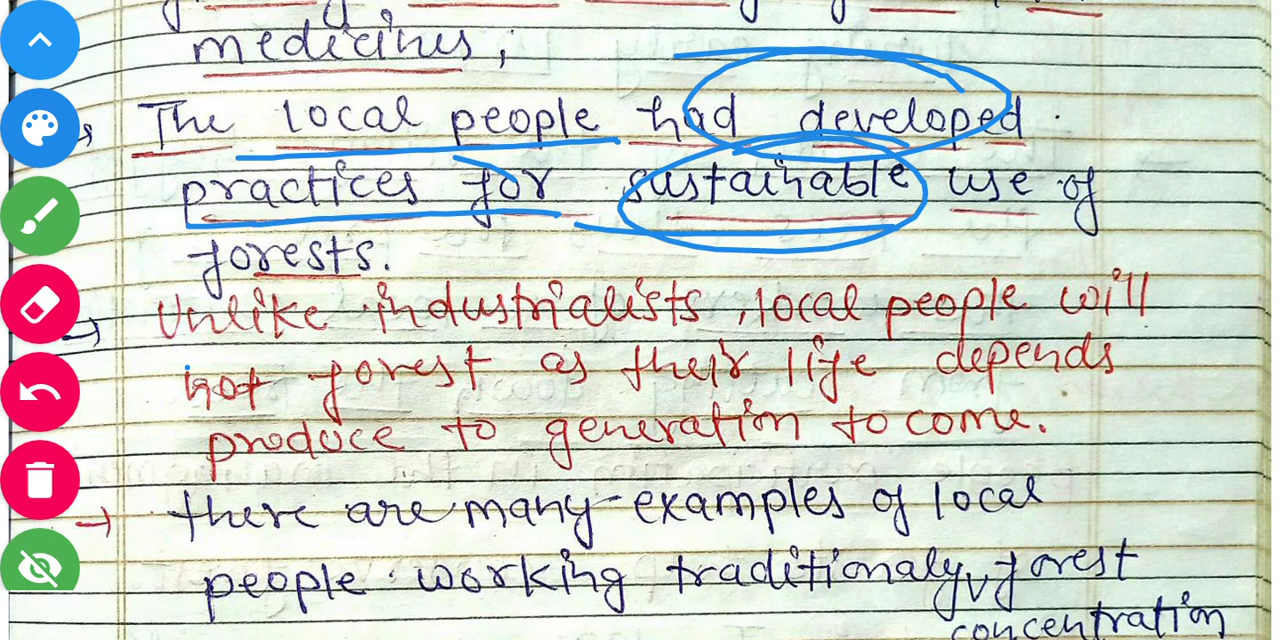 medicines;
The local people had developed.
practices for sustainable use of
forests.
Unlike industrialists, local people will
not forest as their life depends
produce to generation to come.
there are many examples of local
people working traditionaly forest
concentration